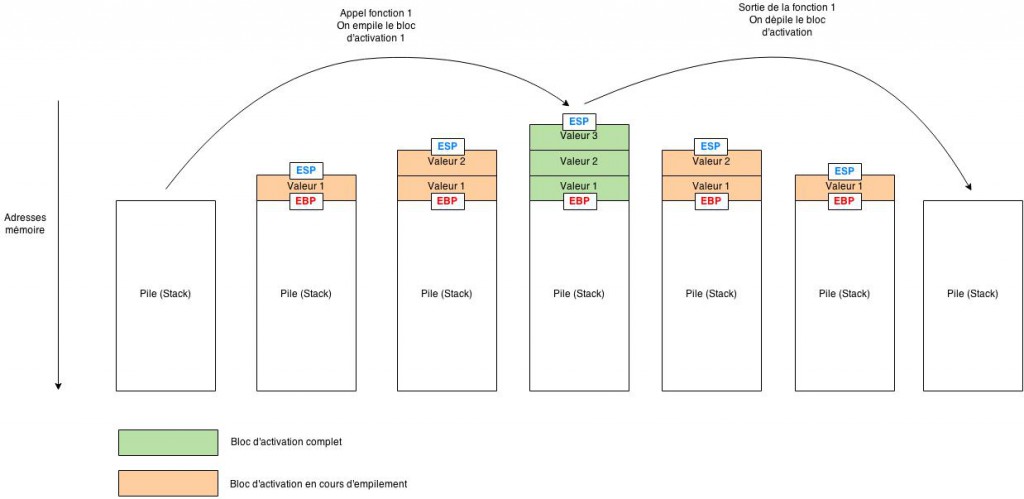 Appel fonction 1
On empile le bloc
d'activation 1
Sortie de la fonction 1
On dépile le bloc
d'activation
Adresses
mémoire
Pile (Stack)
ESP
Valeur 1
EBP
Pile (Stack)
ESP
Valeur 2
Valeur 1
EBP
Pile (Stack)
ESP
Valeur 3
Valeur 2
Valeur 1
EBP
Pile (Stack)
ESP
Valeur 2
Valeur 1
EBP
Pile (Stack)
ESP
Valeur 1
EBP
Pile (Stack)
Pile (Stack)
Bloc d'activation complet
Bloc d'activation en cours d'empilement